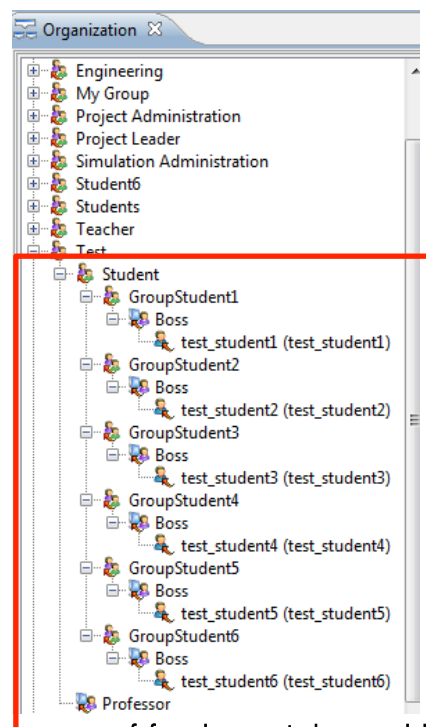 Organization
Engineering
My Group
Project Administration
Project Leader
Simulation Administration
Student6
Students
Teacher
Test
Student
GroupStudent1
Boss
test_student1 (test_student1)
GroupStudent2
Boss
test_student2 (test_student2)
GroupStudent3
Boss
test_student3 (test_student3)
GroupStudent4
Boss
test_student4 (test_student4)
GroupStudent5
Boss
test_student5 (test_student5)
GroupStudent6
Boss
test_student6 (test_student6)
Professor